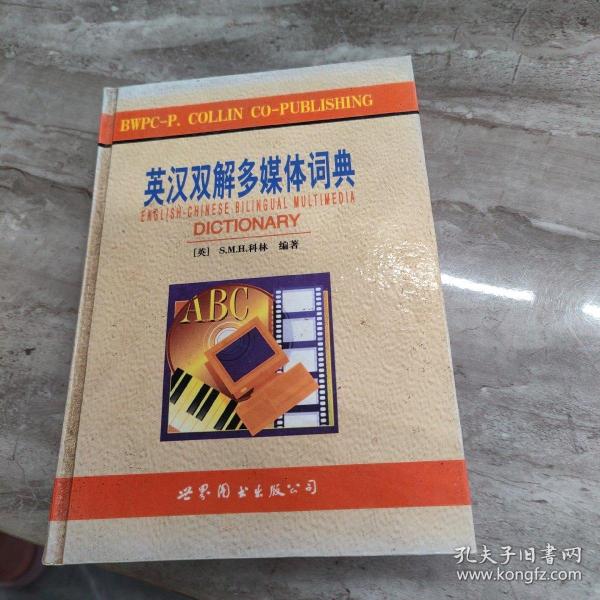 BWPC-P. COLLIN CO-PUBLISHING
英汉双解多媒体词典
ENGLISH-CHINESE BILINGUAL MULTIMEDIA
DICTIONARY
[英] S.M.H.科林 编著
ABC
世界图书出版公司
孔夫子旧书网
www.kongfz.com